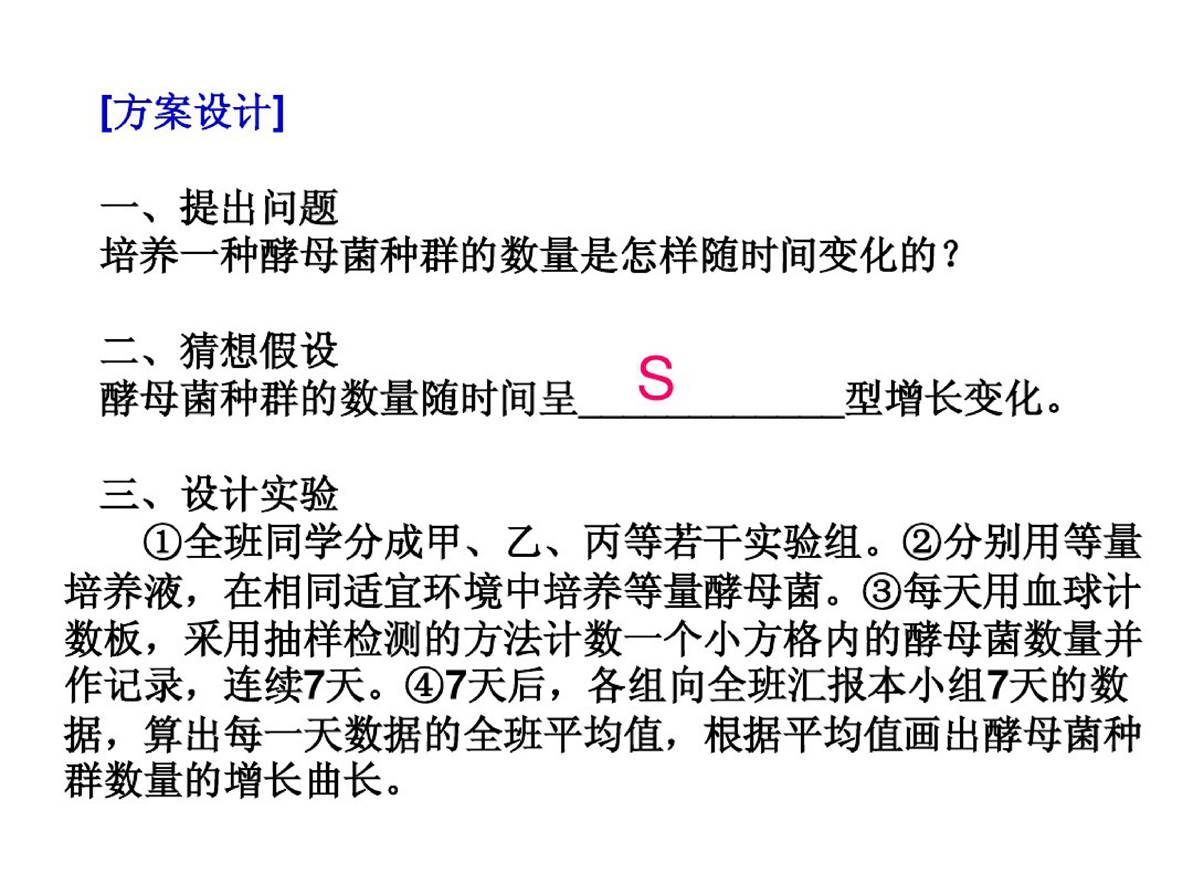 [方案设计]
一、提出问题
培养一种酵母菌种群的数量是怎样随时间变化的？
二、猜想假设
酵母菌种群的数量随时间呈____S____型增长变化。
三、设计实验
①全班同学分成甲、乙、丙等若干实验组。②分别用等量
培养液，在相同适宜环境中培养等量酵母菌。③每天用血球计
数板，采用抽样检测的方法计数一个小方格内的酵母菌数量并
作记录，连续7天。④7天后，各组向全班汇报本小组7天的数
据，算出每一天数据的全班平均值，根据平均值画出酵母菌种
群数量的增长曲长。